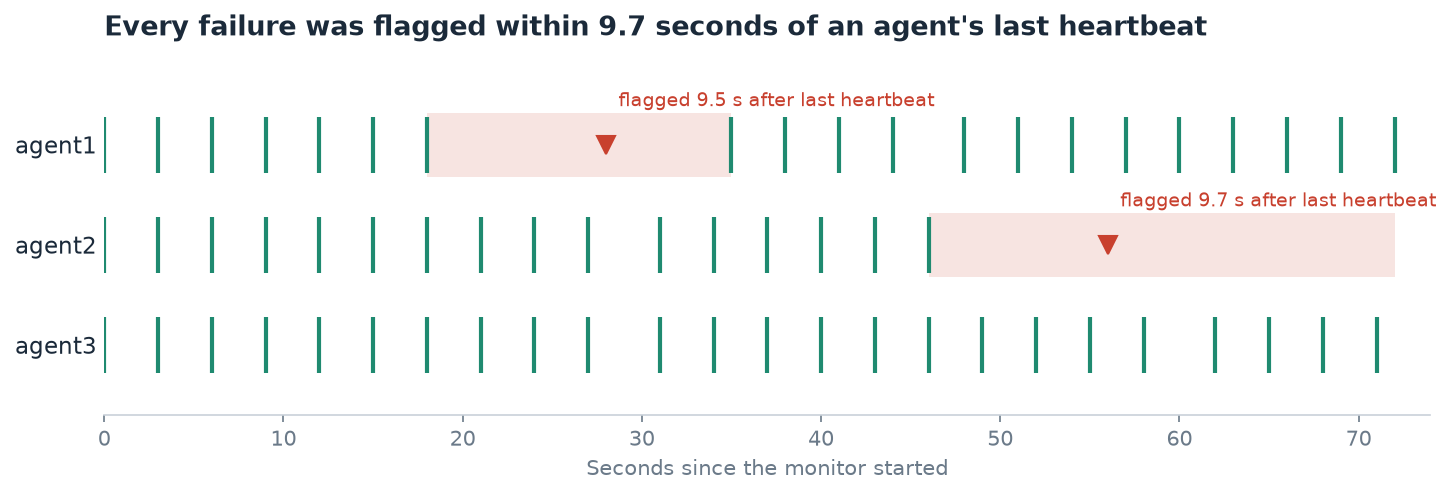 Every failure was flagged within 9.7 seconds of an agent's last heartbeat
flagged 9.5 s after last heartbeat
agent1
flagged 9.7 s after last heartbeat
agent2
agent3
0 10 20 30 40 50 60 70
Seconds since the monitor started